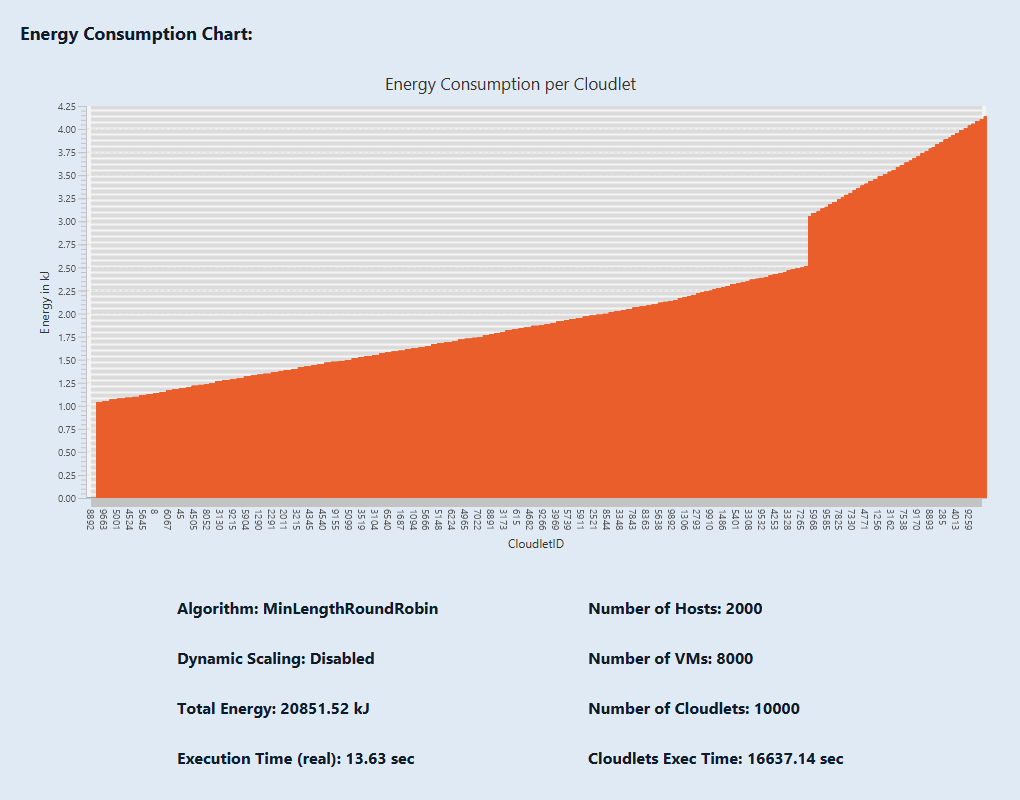 Energy Consumption Chart:
Energy Consumption per Cloudlet
4.25
4.00
3.75
3.50
3.25
3.00
2.75
2.50
2.25
2.00
1.75
1.50
1.25
1.00
0.75
0.50
0.25
0.00
Energy in kJ
8892 9663 5001 4524 5645 8 6067 45 4505 8052 3130 9215 5904 1290 2291 2011 3215 4345 4540 9155 5099 3519 3104 6540 1687 1094 5666 5148 6224 4965 7022 8891 3173 615 4682 9266 3969 5739 5911 2521 8544 3348 7843 8363 5638 9892 1306 2793 9910 1486 5401 3308 9532 4253 3328 7265 5968 9585 7825 7330 4771 1256 3162 7538 9170 8893 285 4013 9259
CloudletID
Algorithm: MinLengthRoundRobin
Number of Hosts: 2000
Dynamic Scaling: Disabled
Number of VMs: 8000
Total Energy: 20851.52 kJ
Number of Cloudlets: 10000
Execution Time (real): 13.63 sec
Cloudlets Exec Time: 16637.14 sec